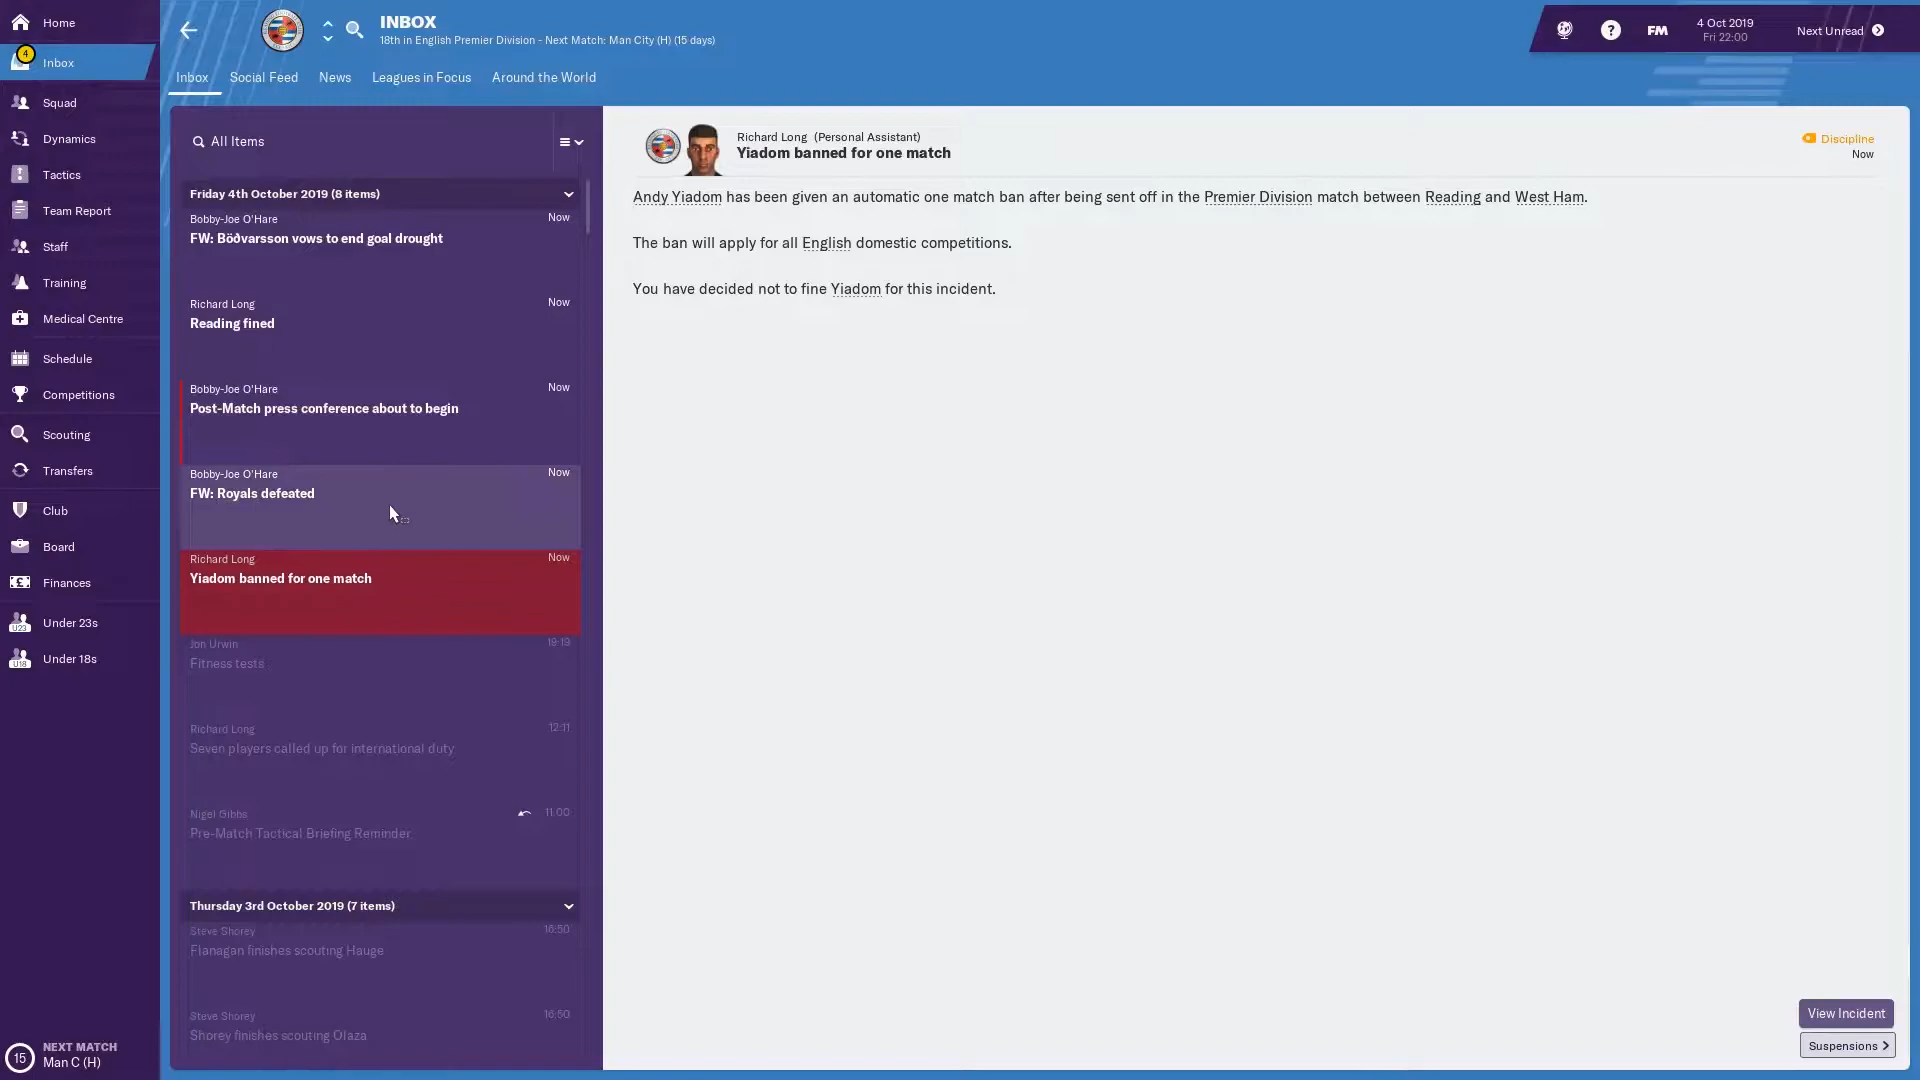 Home
4
Inbox
Squad
Dynamics
Tactics
Team Report
Staff
Training
Medical Centre
Schedule
Competitions
Scouting
Transfers
Club
Board
Finances
U23
Under 23s
U18
Under 18s
15
NEXT MATCH
Man C (H)
INBOX
18th in English Premier Division - Next Match: Man City (H) (15 days)
?
FM
4 Oct 2019
Fri 22:00
Next Unread
Inbox Social Feed News Leagues in Focus Around the World
All Items
Friday 4th October 2019 (8 items)
Bobby-Joe O'Hare Now
FW: Böðvarsson vows to end goal drought
Richard Long Now
Reading fined
Bobby-Joe O'Hare Now
Post-Match press conference about to begin
Bobby-Joe O'Hare Now
FW: Royals defeated
Richard Long Now
Yiadom banned for one match
Jon Urwin 19:19
Fitness tests
Richard Long 12:11
Seven players called up for international duty
Nigel Gibbs 11:00
Pre-Match Tactical Briefing Reminder
Thursday 3rd October 2019 (7 items)
Steve Shorey 16:50
Flanagan finishes scouting Hauge
Steve Shorey 16:50
Shorey finishes scouting Olaza
Richard Long (Personal Assistant)
Yiadom banned for one match
Discipline
Now
Andy Yiadom has been given an automatic one match ban after being sent off in the Premier Division match between Reading and West Ham.
The ban will apply for all English domestic competitions.
You have decided not to fine Yiadom for this incident.
View Incident
Suspensions